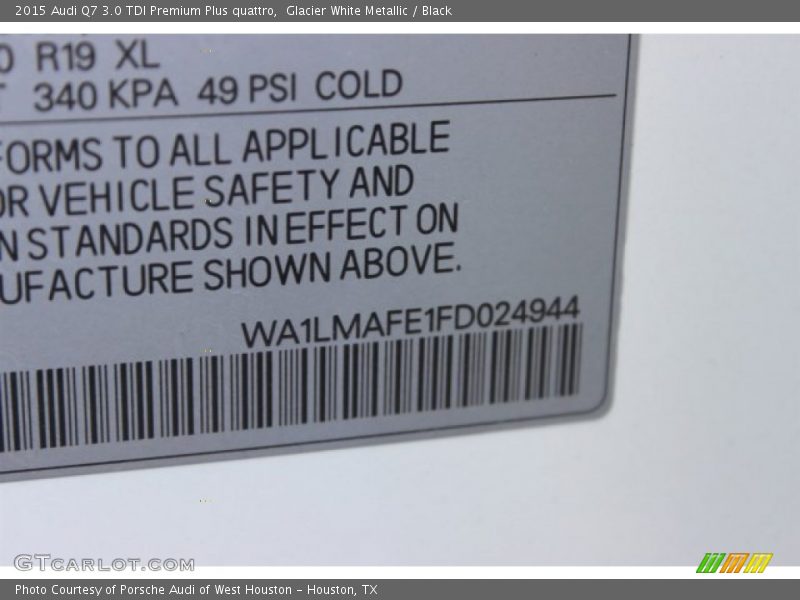 2015 Audi Q7 3.0 TDI Premium Plus quattro,  Glacier White Metallic / Black
R19 XL
340 KPA 49 PSI COLD
FORMS TO ALL APPLICABLE
OR VEHICLE SAFETY AND
N STANDARDS IN EFFECT ON
UFACTURE SHOWN ABOVE.
WA1LMAFE1FD024944
GTCARLOT.COM
Photo Courtesy of Porsche Audi of West Houston - Houston, TX